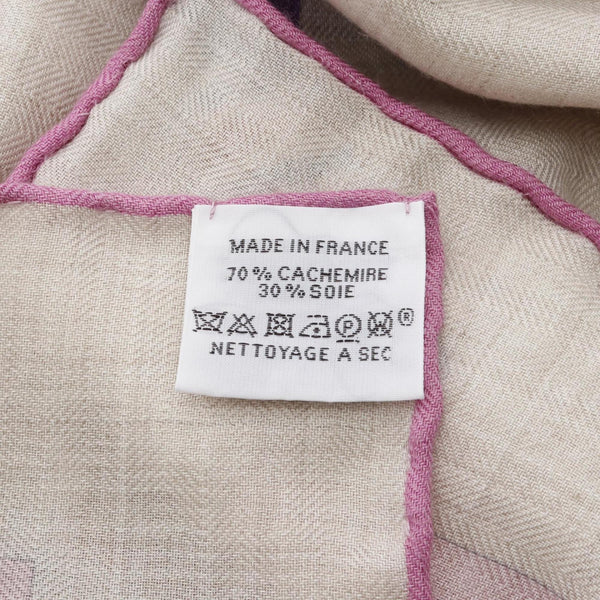 MADE IN FRANCE
70% CACHEMIRE
30% SOIE
P W ®
NETTOYAGE A SEC